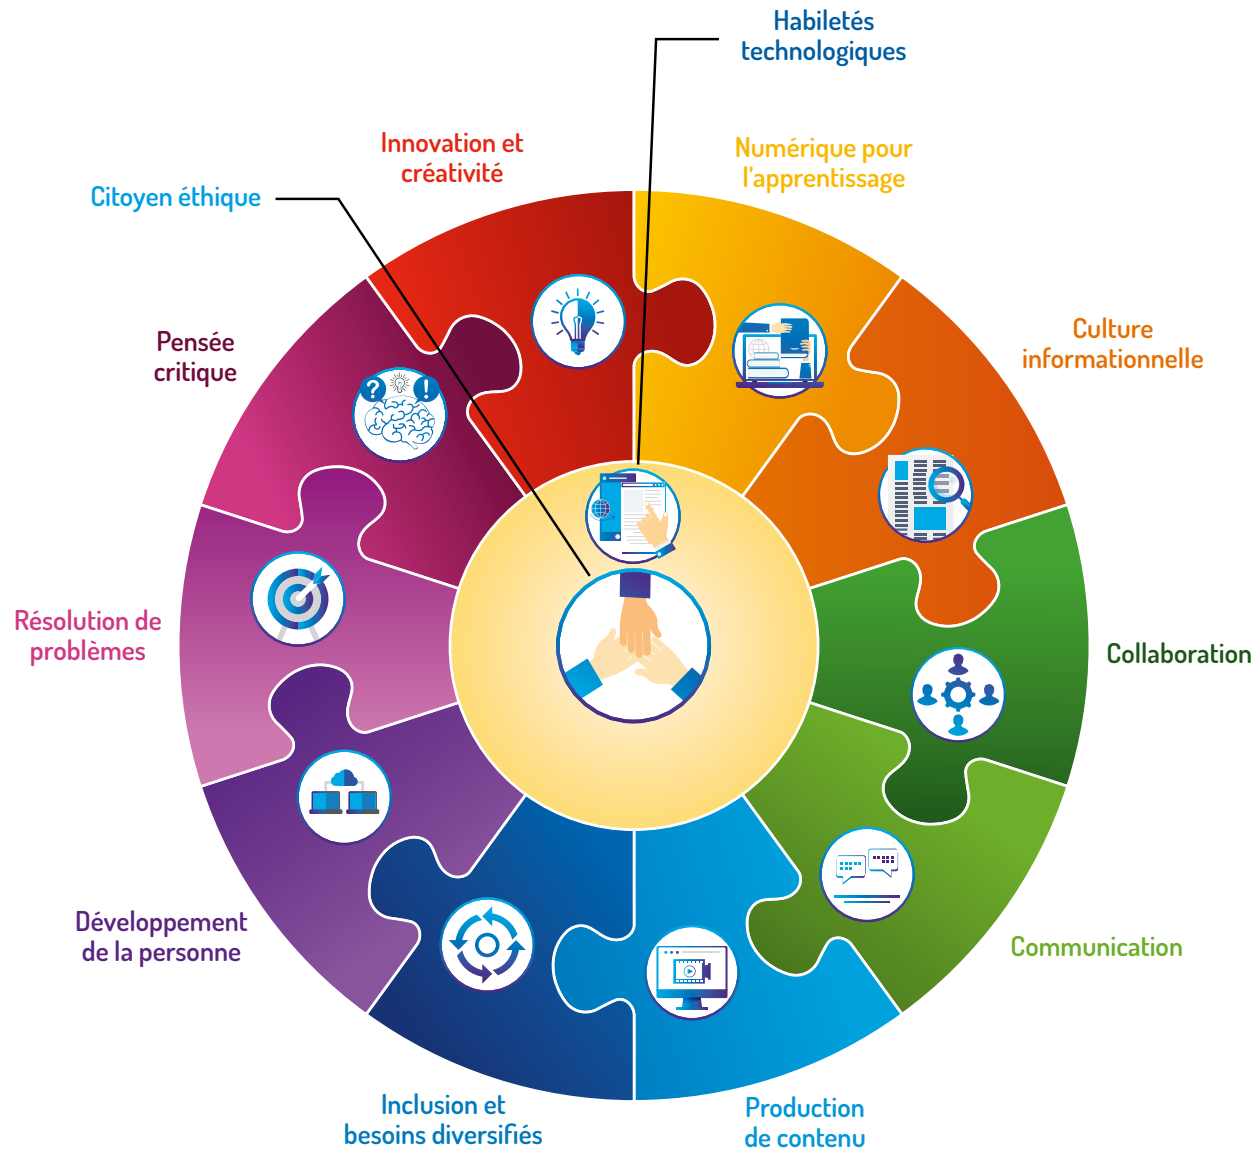 Habiletés
technologiques
Innovation et
créativité
Numérique pour
l'apprentissage
Citoyen éthique
Pensée
critique
Culture
informationnelle
? !
Résolution de
problèmes
Collaboration
Développement
de la personne
Communication
Inclusion et
besoins diversifiés
Production
de contenu